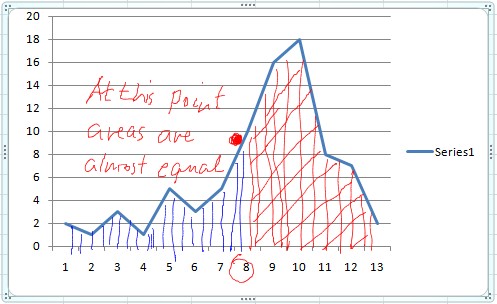 20
18
16
14
12
10
8
6
4
2
0
At this point
areas are
almost equal
Series1
1 2 3 4 5 6 7 8 9 10 11 12 13